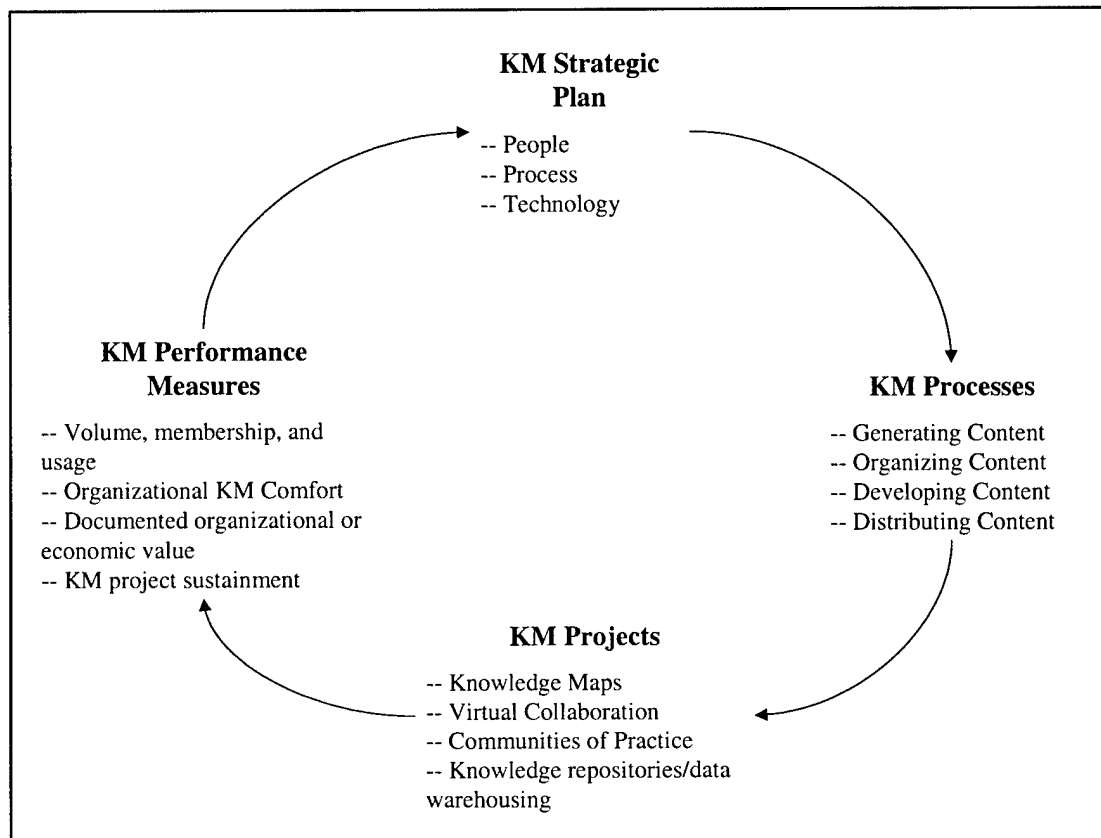 KM Strategic
Plan
-- People
-- Process
-- Technology
KM Performance
Measures
-- Volume, membership, and
usage
-- Organizational KM Comfort
-- Documented organizational or
economic value
-- KM project sustainment
KM Processes
-- Generating Content
-- Organizing Content
-- Developing Content
-- Distributing Content
KM Projects
-- Knowledge Maps
-- Virtual Collaboration
-- Communities of Practice
-- Knowledge repositories/data
warehousing